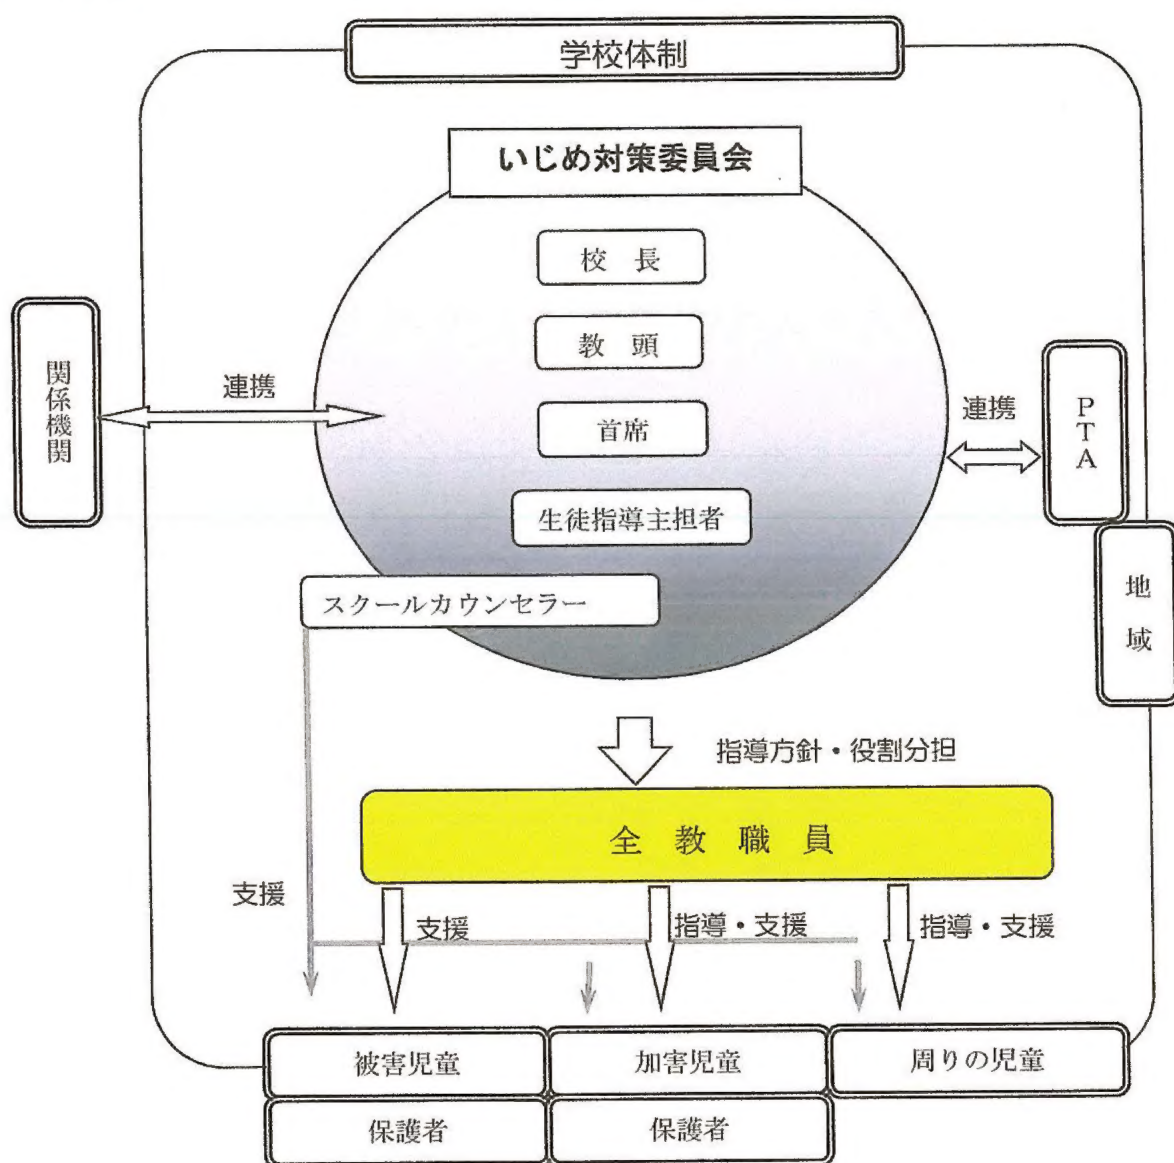 学校体制
いじめ対策委員会
校 長
教 頭
首席
生徒指導主担者
スクールカウンセラー
関係機関
連携
連携
PTA
地域
指導方針・役割分担
全 教 職 員
支援
支援
指導・支援
指導・支援
被害児童
加害児童
周りの児童
保護者
保護者